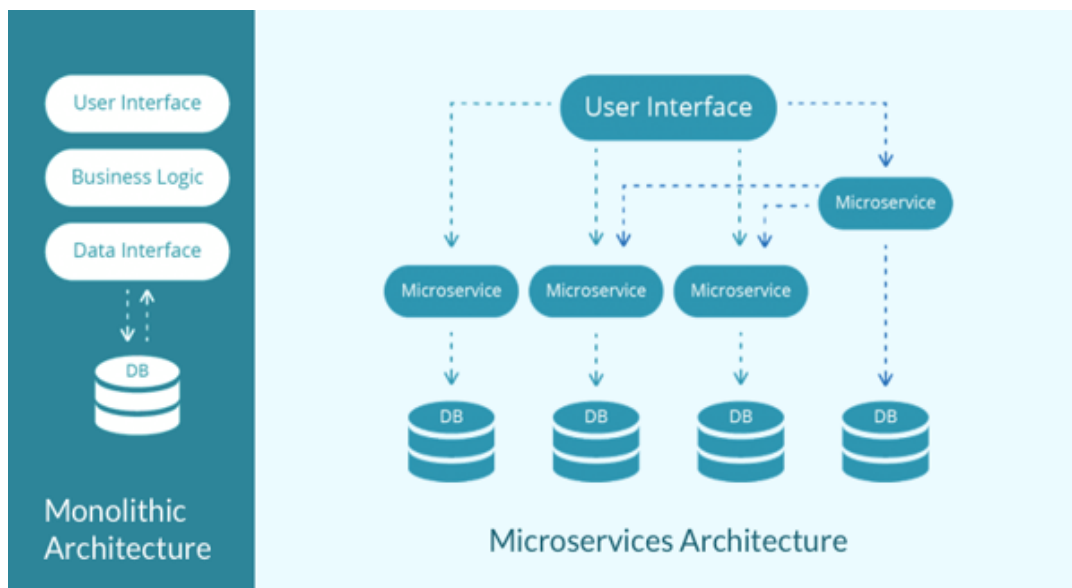 User Interface
Business Logic
Data Interface
DB
Monolithic
Architecture
User Interface
Microservice
Microservice
Microservice
Microservice
DB
DB
DB
DB
Microservices Architecture